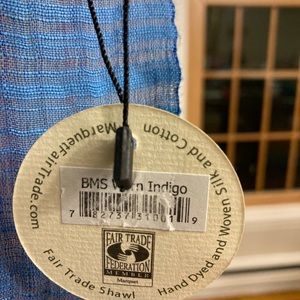 MarquetFairTrade.com
Hand Dyed and Woven Silk and Cotton
Fair Trade Shawl
BMS Indigo
FAIR TRADE
FEDERATION
MEMBER
Marquet